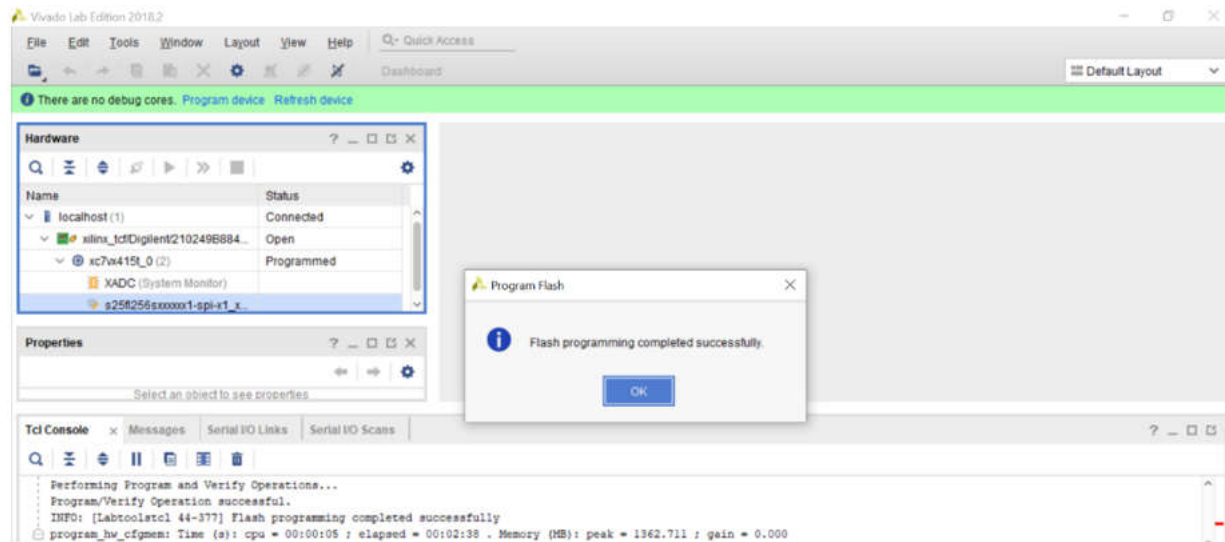 Vivado Lab Edition 2018.2
File Edit Tools Window Layout View Help Q- Quick Access
Dashboard Default Layout
There are no debug cores. Program device Refresh device
Hardware ? _
Name Status
localhost (1) Connected
xilinx_tcf/Digilent/210249B884... Open
xc7vx415t_0 (2) Programmed
XADC (System Monitor)
s25fl256sxxxxxx1-spi-x1_x...
Program Flash
Flash programming completed successfully.
OK
Properties ? _
Select an object to see properties
Tcl Console x Messages Serial I/O Links Serial I/O Scans ? _
Performing Program and Verify Operations...
Program/Verify Operation successful.
INFO: [Labtoolstcl 44-377] Flash programming completed successfully
program_hw_cfgmem: Time (s): cpu = 00:00:05 ; elapsed = 00:02:38 . Memory (MB): peak = 1362.711 ; gain = 0.000